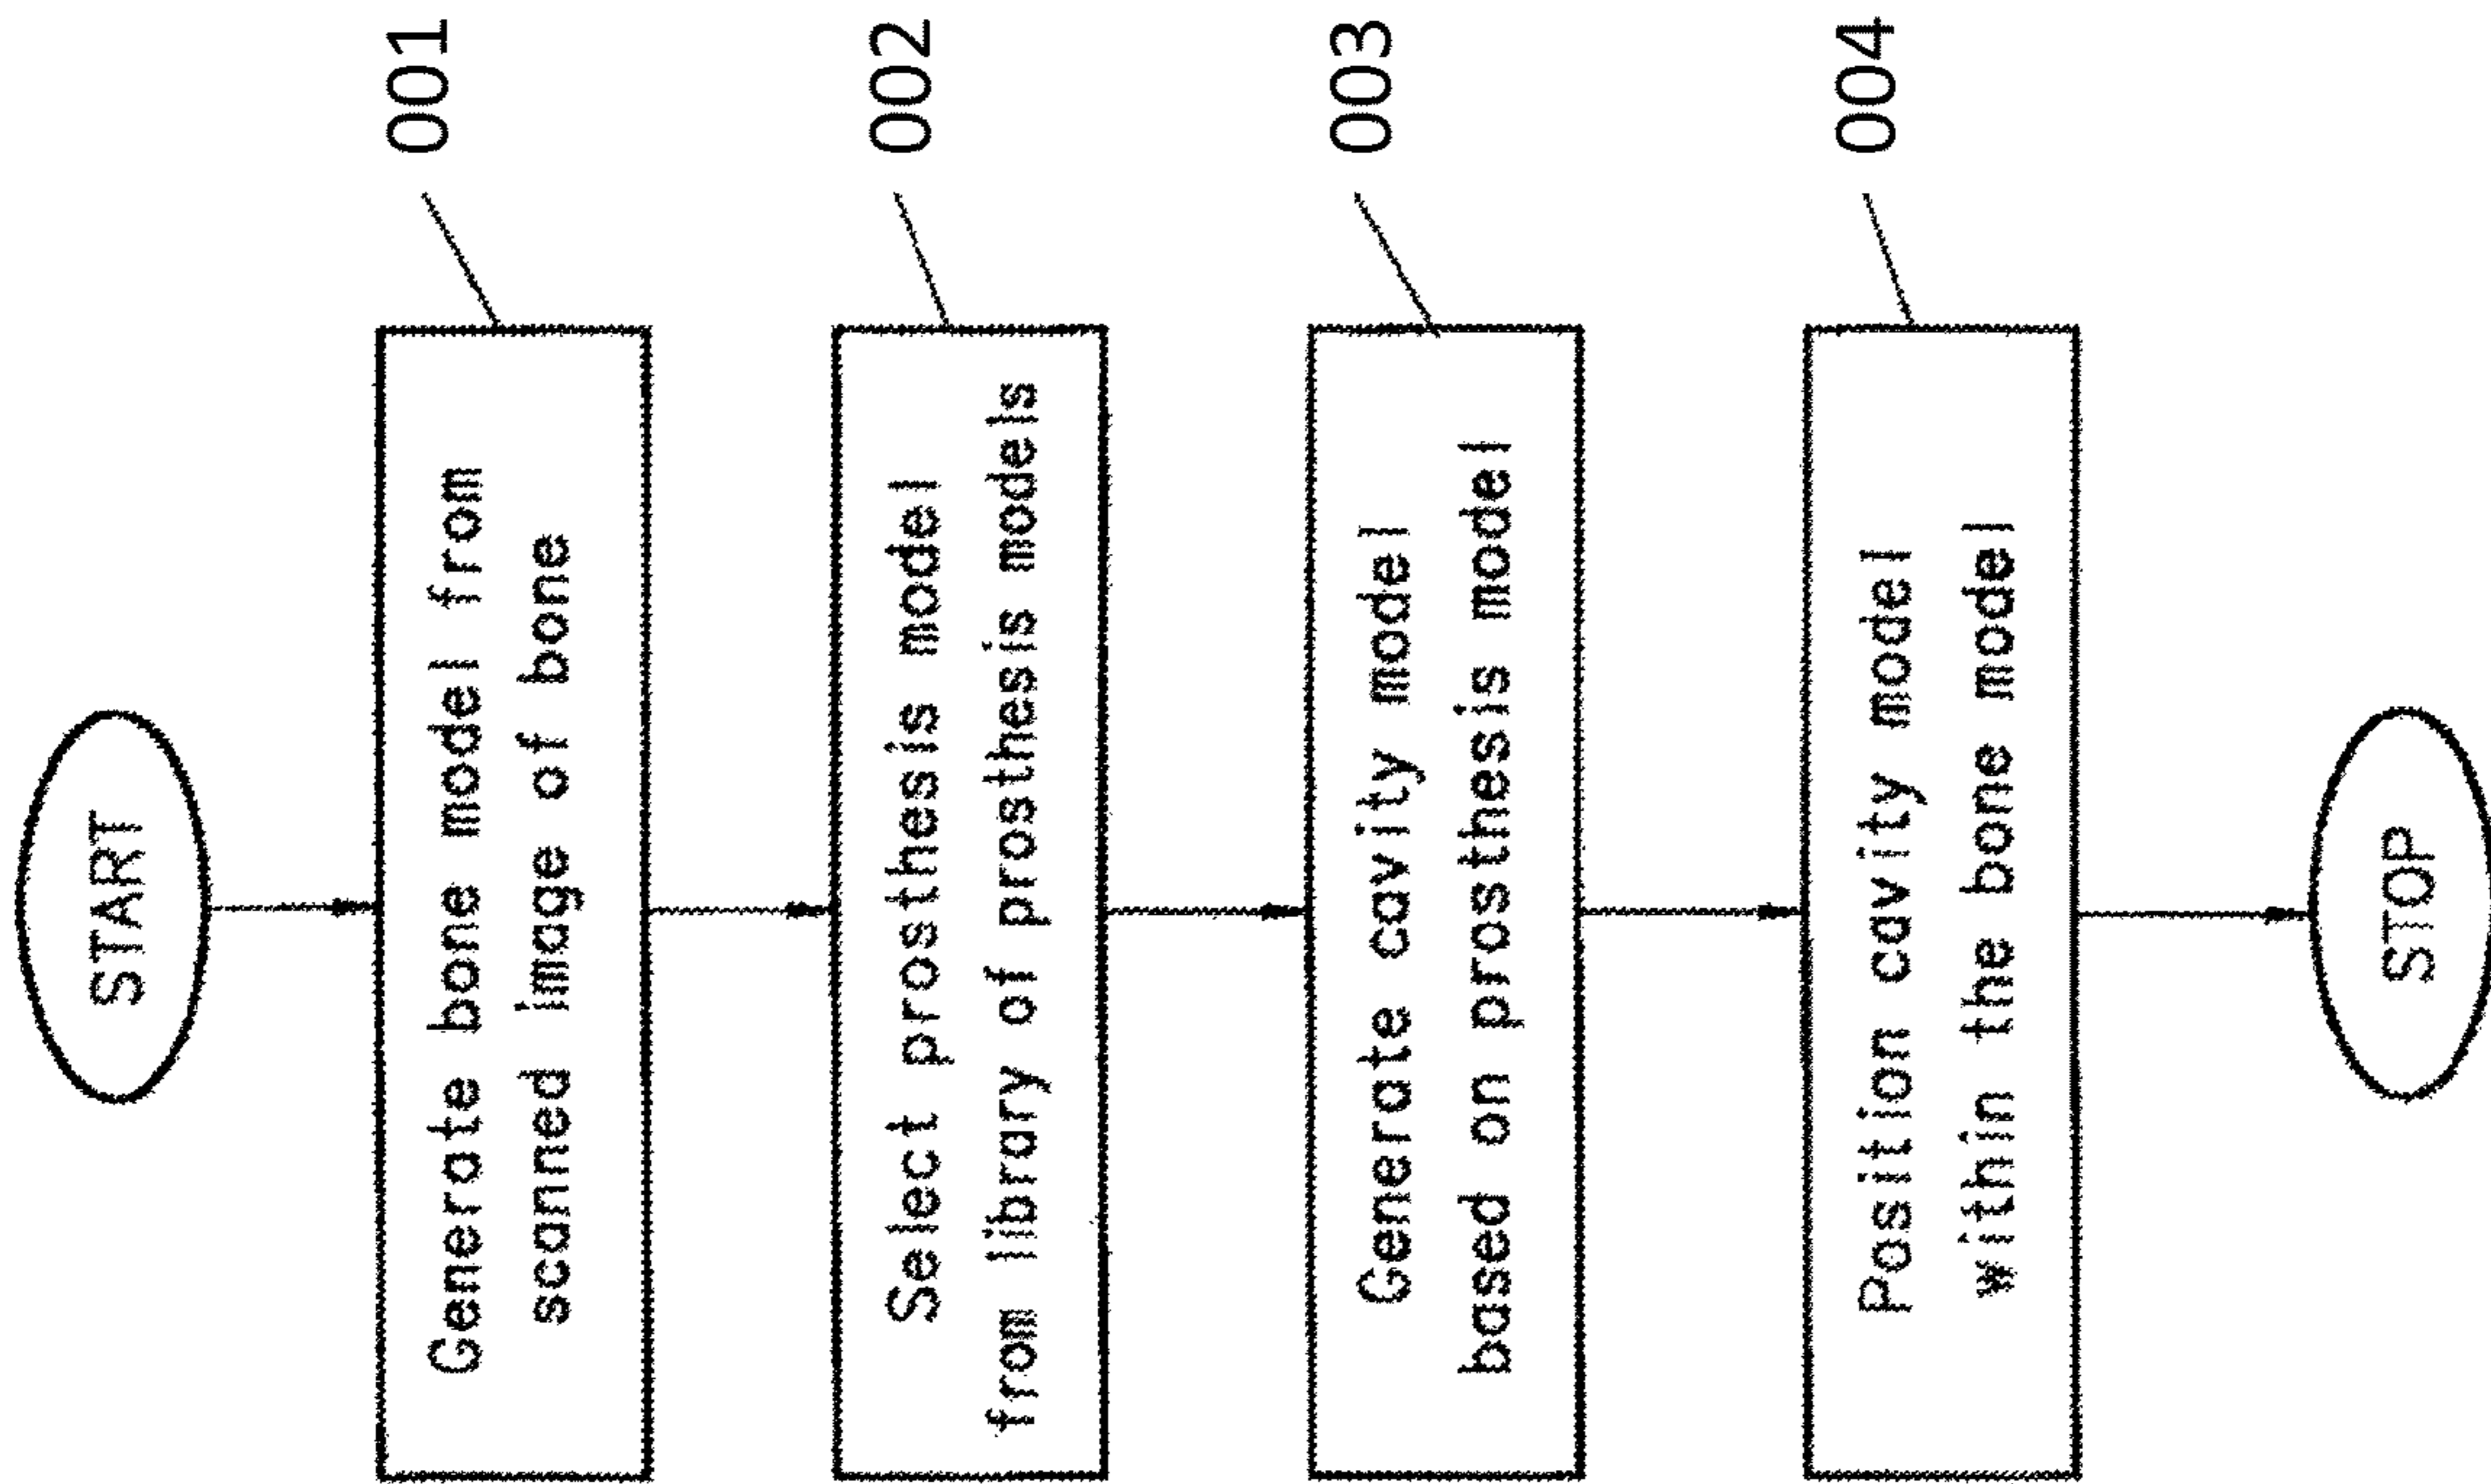 START
001
Generate bone model from
scanned image of bone
002
Select prosthesis model
from library of prosthesis models
003
Generate cavity model
based on prosthesis model
004
Position cavity model
within the bone model
STOP